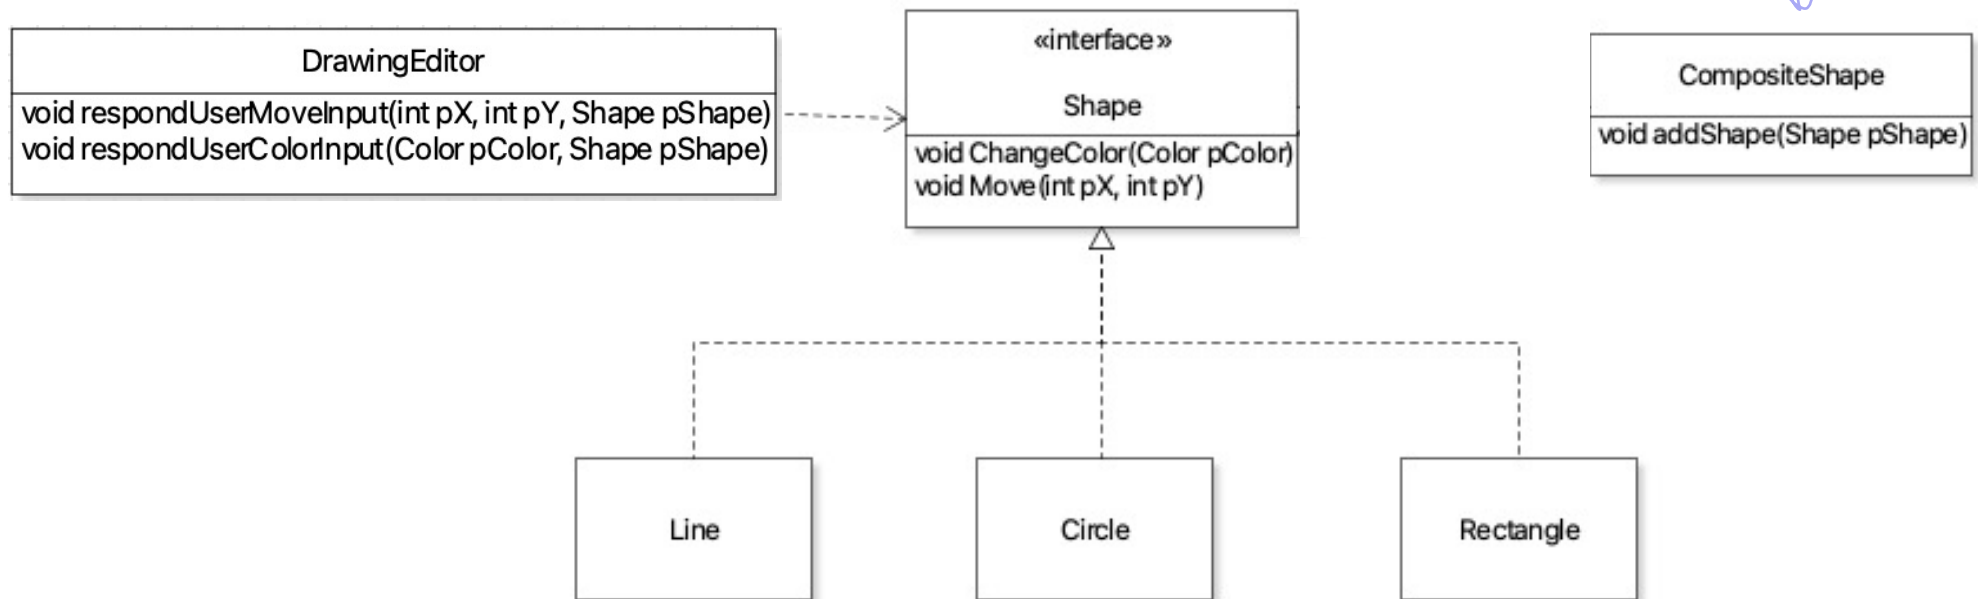 DrawingEditor
void respondUserMoveInput(int pX, int pY, Shape pShape)
void respondUserColorInput(Color pColor, Shape pShape)
«interface»
Shape
void ChangeColor(Color pColor)
void Move(int pX, int pY)
CompositeShape
void addShape(Shape pShape)
Line
Circle
Rectangle